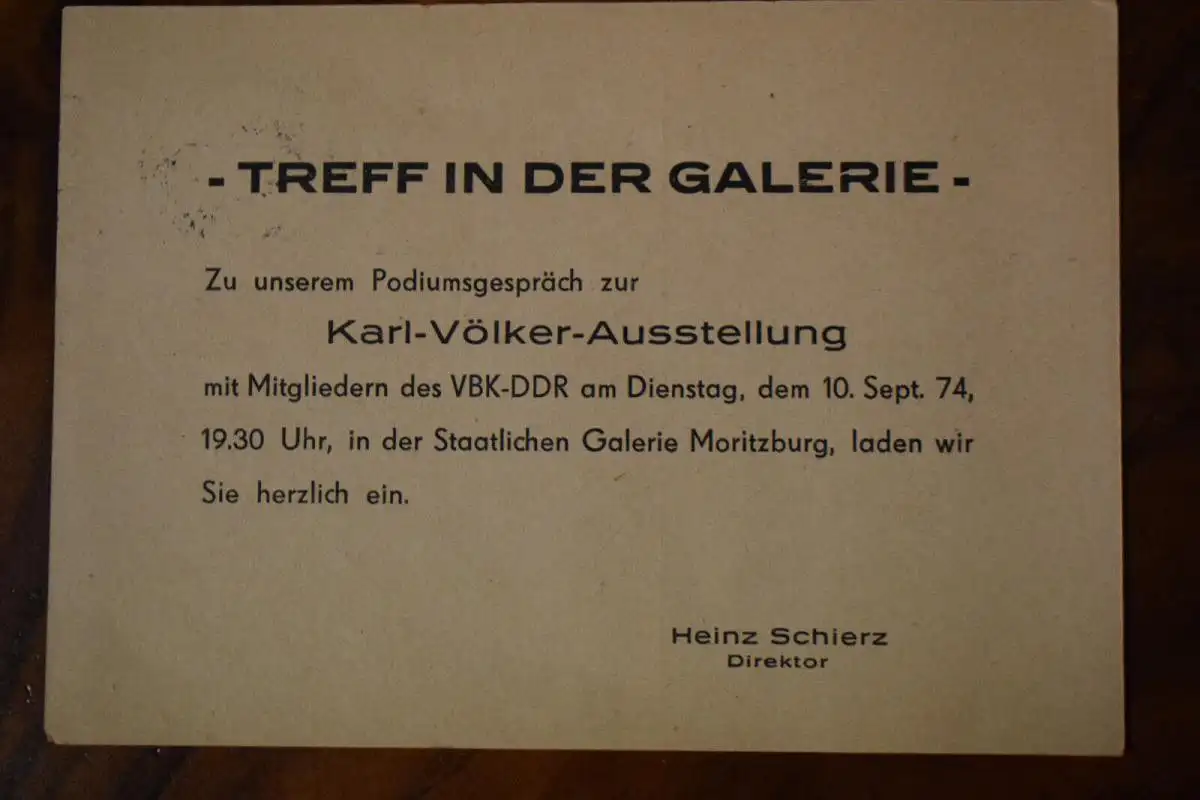 - TREFF IN DER GALERIE -
Zu unserem Podiumsgespräch zur
Karl-Völker-Ausstellung
mit Mitgliedern des VBK-DDR am Dienstag, dem 10. Sept. 74,
19.30 Uhr, in der Staatlichen Galerie Moritzburg, laden wir
Sie herzlich ein.
Heinz Schierz
Direktor